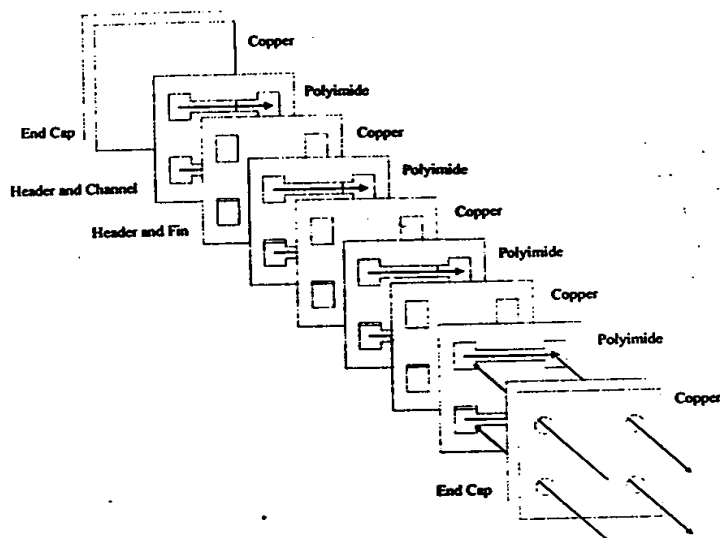 Copper
Polyimide
End Cap
Copper
Polyimide
Header and Channel
Copper
Header and Fin
Polyimide
Copper
Polyimide
Copper
End Cap